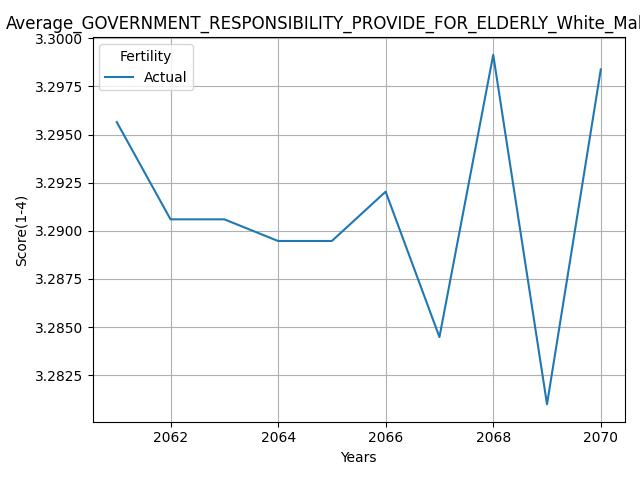 Average_GOVERNMENT_RESPONSIBILITY_PROVIDE_FOR_ELDERLY_White_Mal
3.3000
3.2975
3.2950
3.2925
3.2900
3.2875
3.2850
3.2825
Score(1-4)
Fertility
Actual
2062 2064 2066 2068 2070
Years